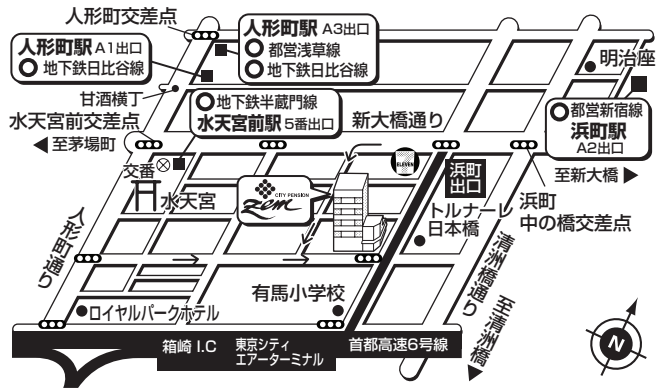 人形町交差点
人形町駅 A3出口
都営浅草線
地下鉄日比谷線
人形町駅 A1出口
地下鉄日比谷線
明治座
甘酒横丁
地下鉄半蔵門線
水天宮前駅 5番出口
新大橋通り
都営新宿線
浜町駅
A2出口
水天宮前交差点
至茅場町
交番
水天宮
ELEVEN
浜町
出口
至新大橋
CITY PENSION
zem
トルナーレ
日本橋
浜町
中の橋交差点
人形町通り
清洲橋通り
至清洲橋
有馬小学校
ロイヤルパークホテル
箱崎 I.C
東京シティ
エアーターミナル
首都高速6号線
N